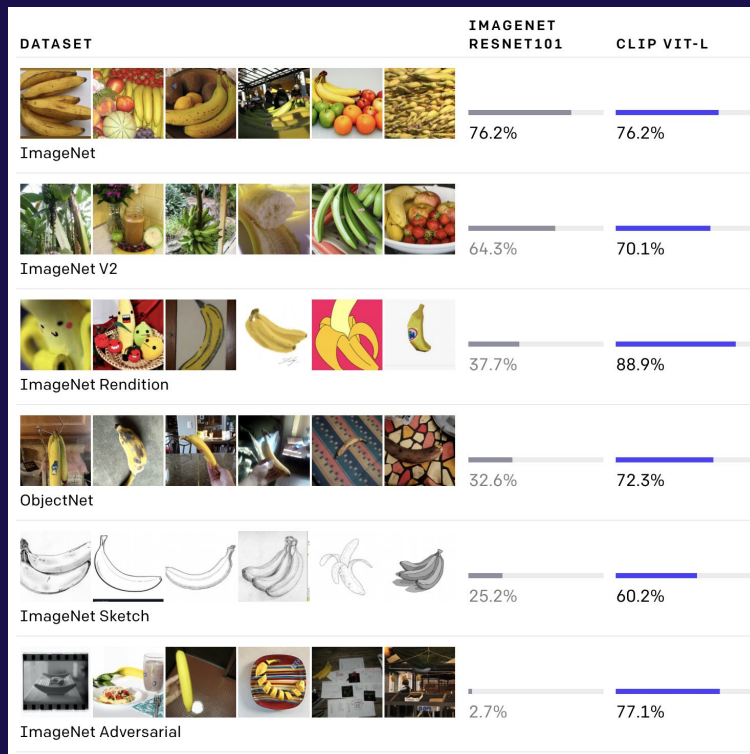 DATASET
IMAGENET
RESNET101
CLIP VIT-L
76.2%
76.2%
ImageNet
64.3%
70.1%
ImageNet V2
37.7%
88.9%
ImageNet Rendition
32.6%
72.3%
ObjectNet
25.2%
60.2%
ImageNet Sketch
2.7%
77.1%
ImageNet Adversarial